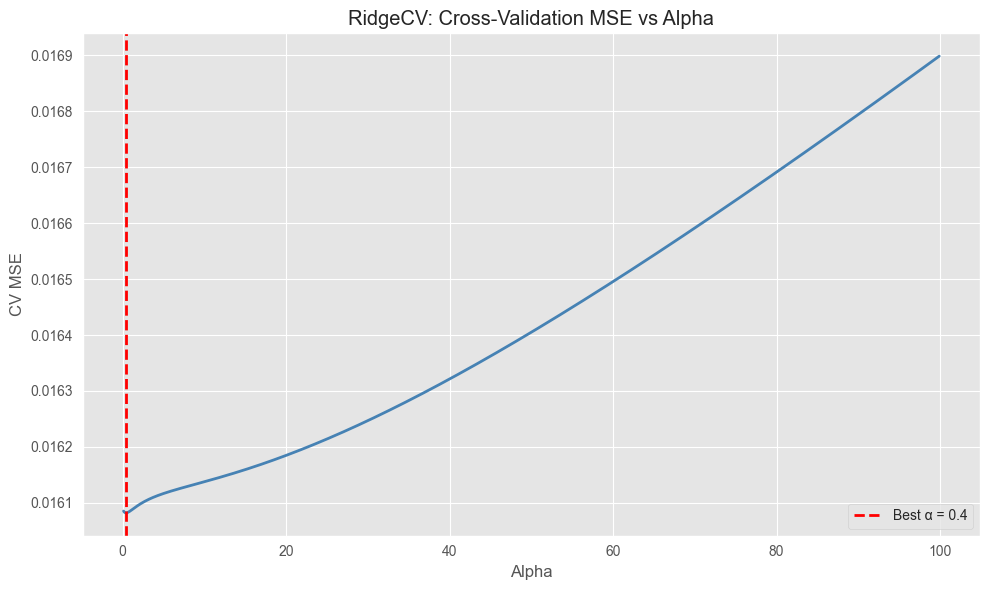 RidgeCV: Cross-Validation MSE vs Alpha
CV MSE
0.0169
0.0168
0.0167
0.0166
0.0165
0.0164
0.0163
0.0162
0.0161
Best α = 0.4
0 20 40 60 80 100
Alpha